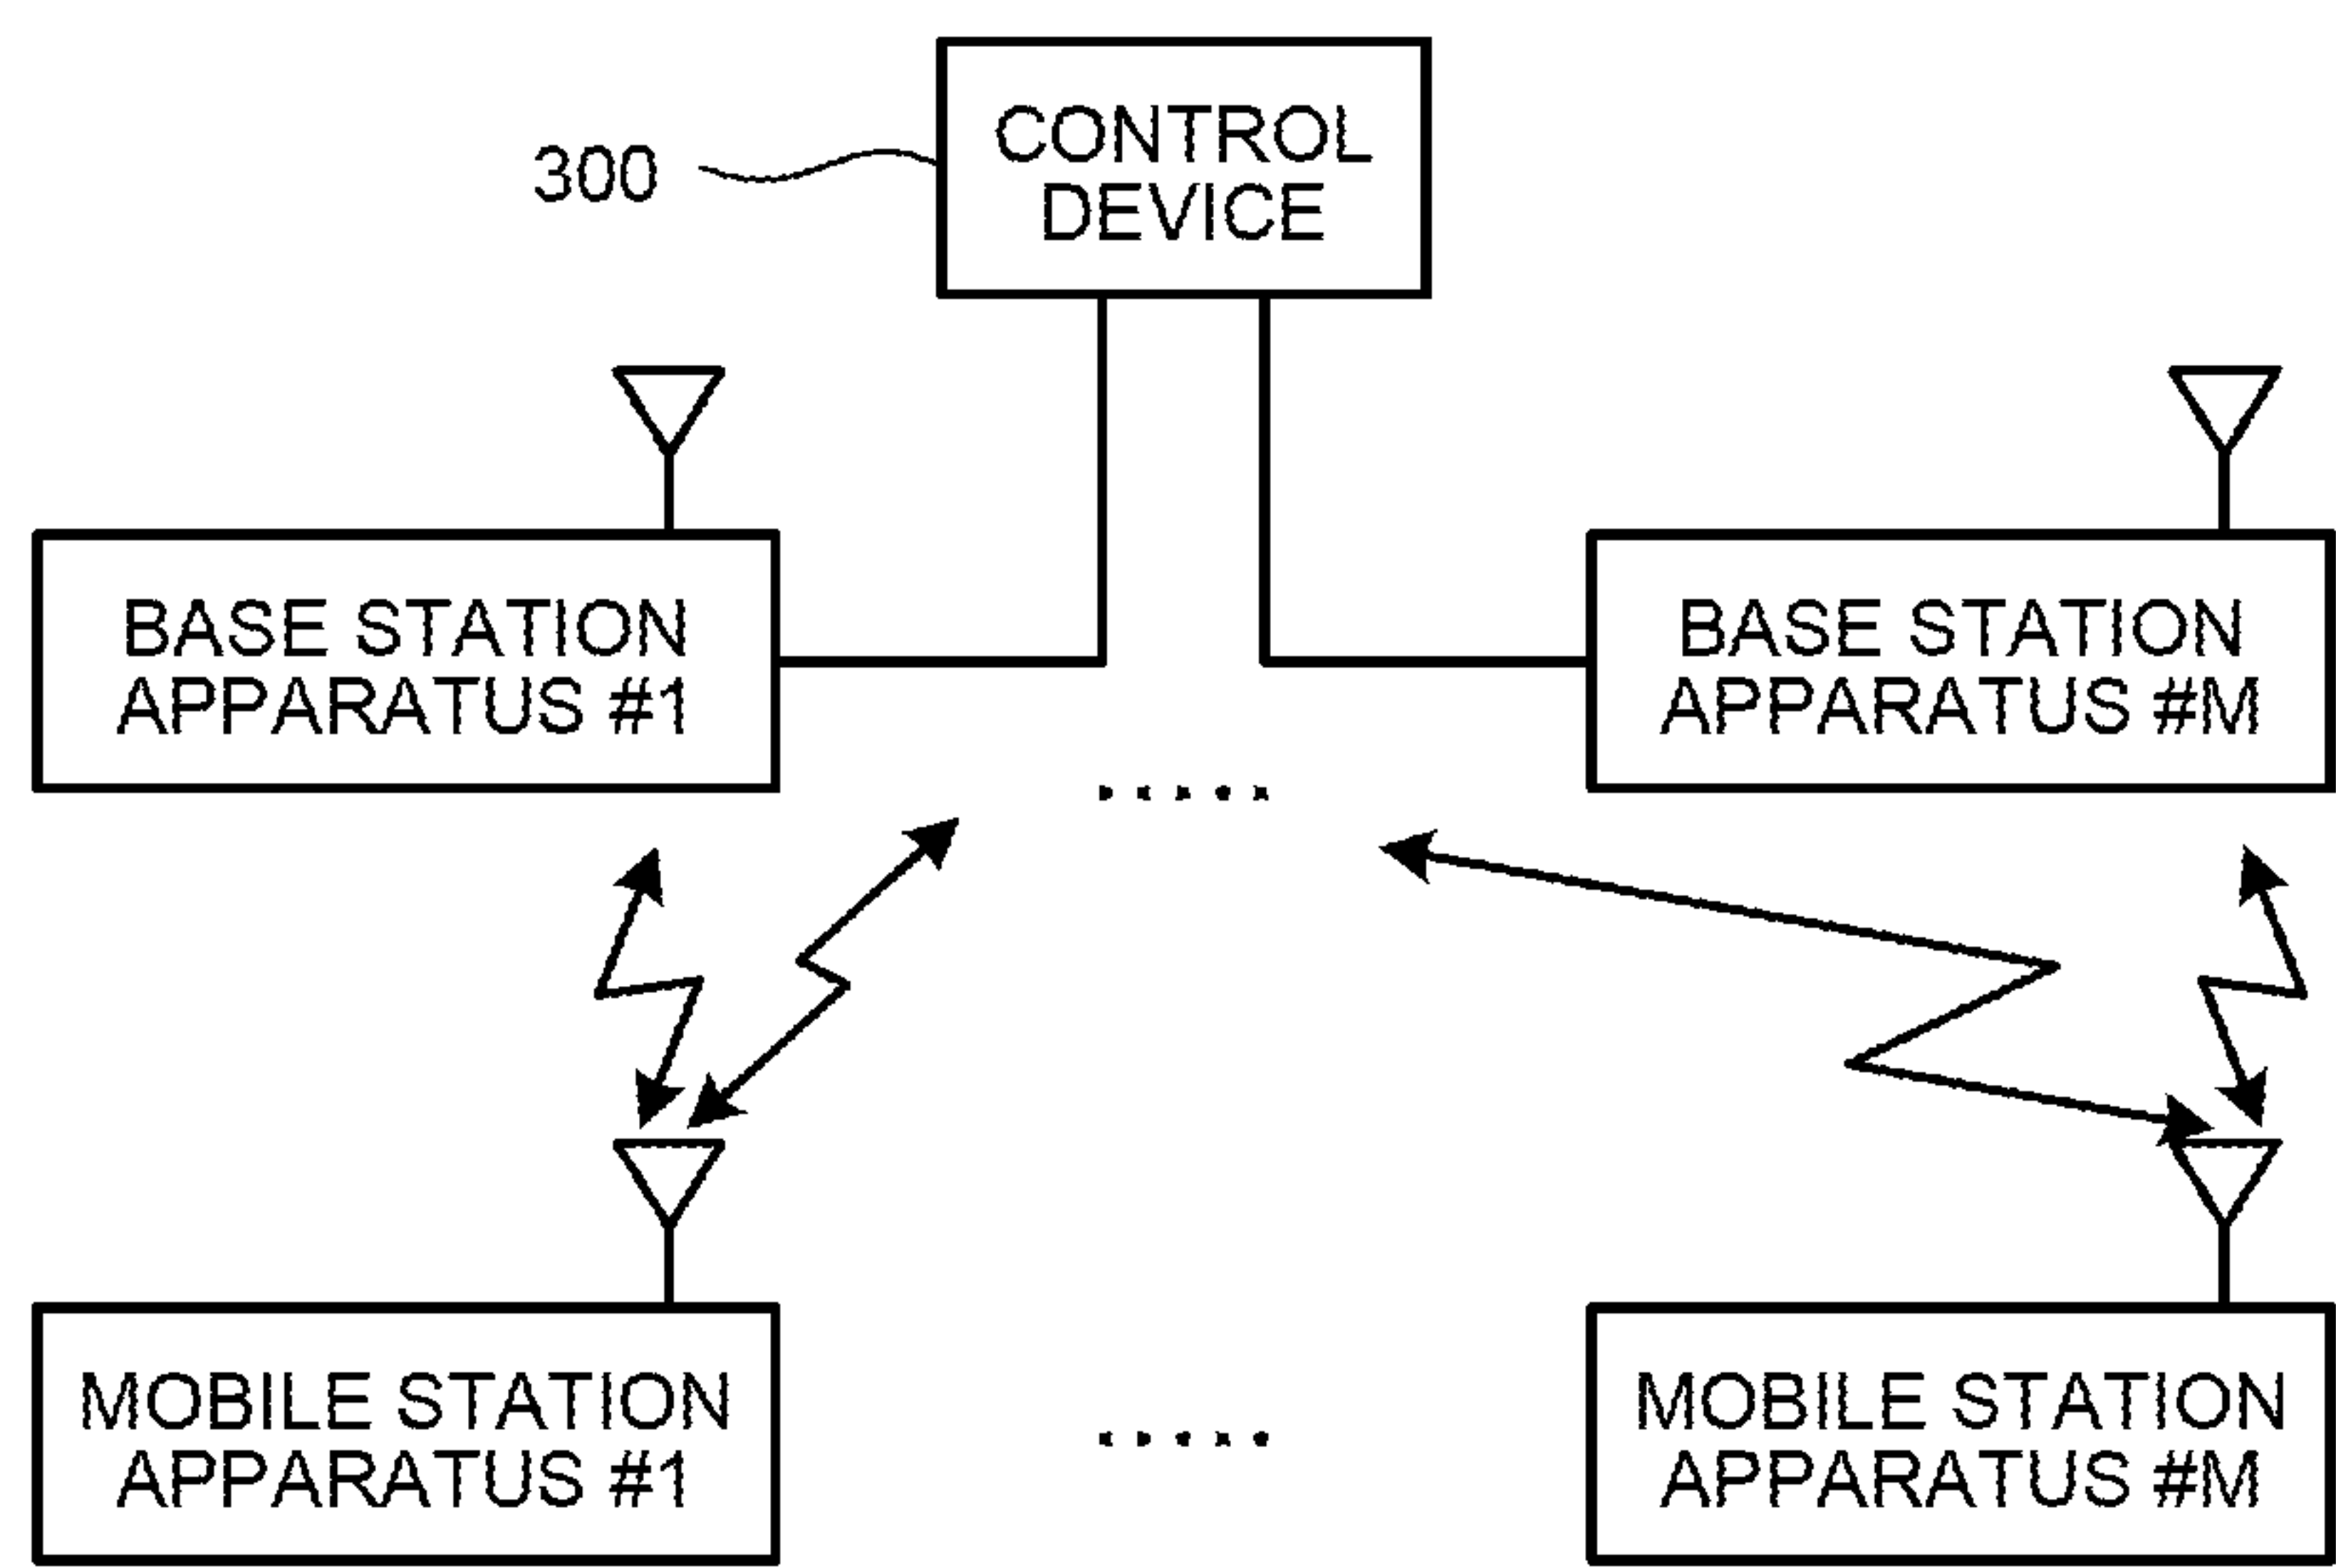 300
CONTROL
DEVICE
BASE STATION
APPARATUS #1
BASE STATION
APPARATUS #M
.....
MOBILE STATION
APPARATUS #1
.....
MOBILE STATION
APPARATUS #M